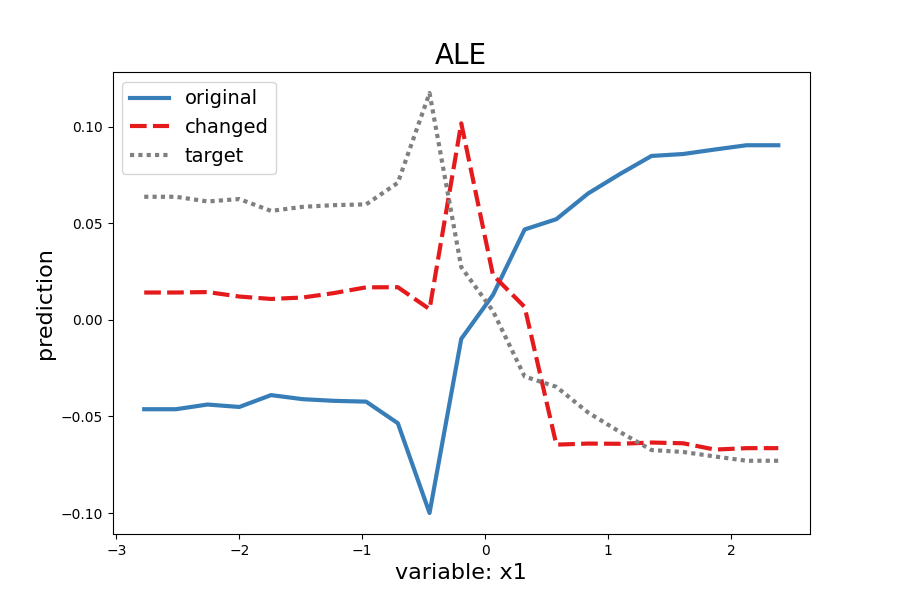 ALE
original
changed
target
0.10
0.05
0.00
−0.05
−0.10
prediction
−3
−2
−1
0
1
2
variable: x1